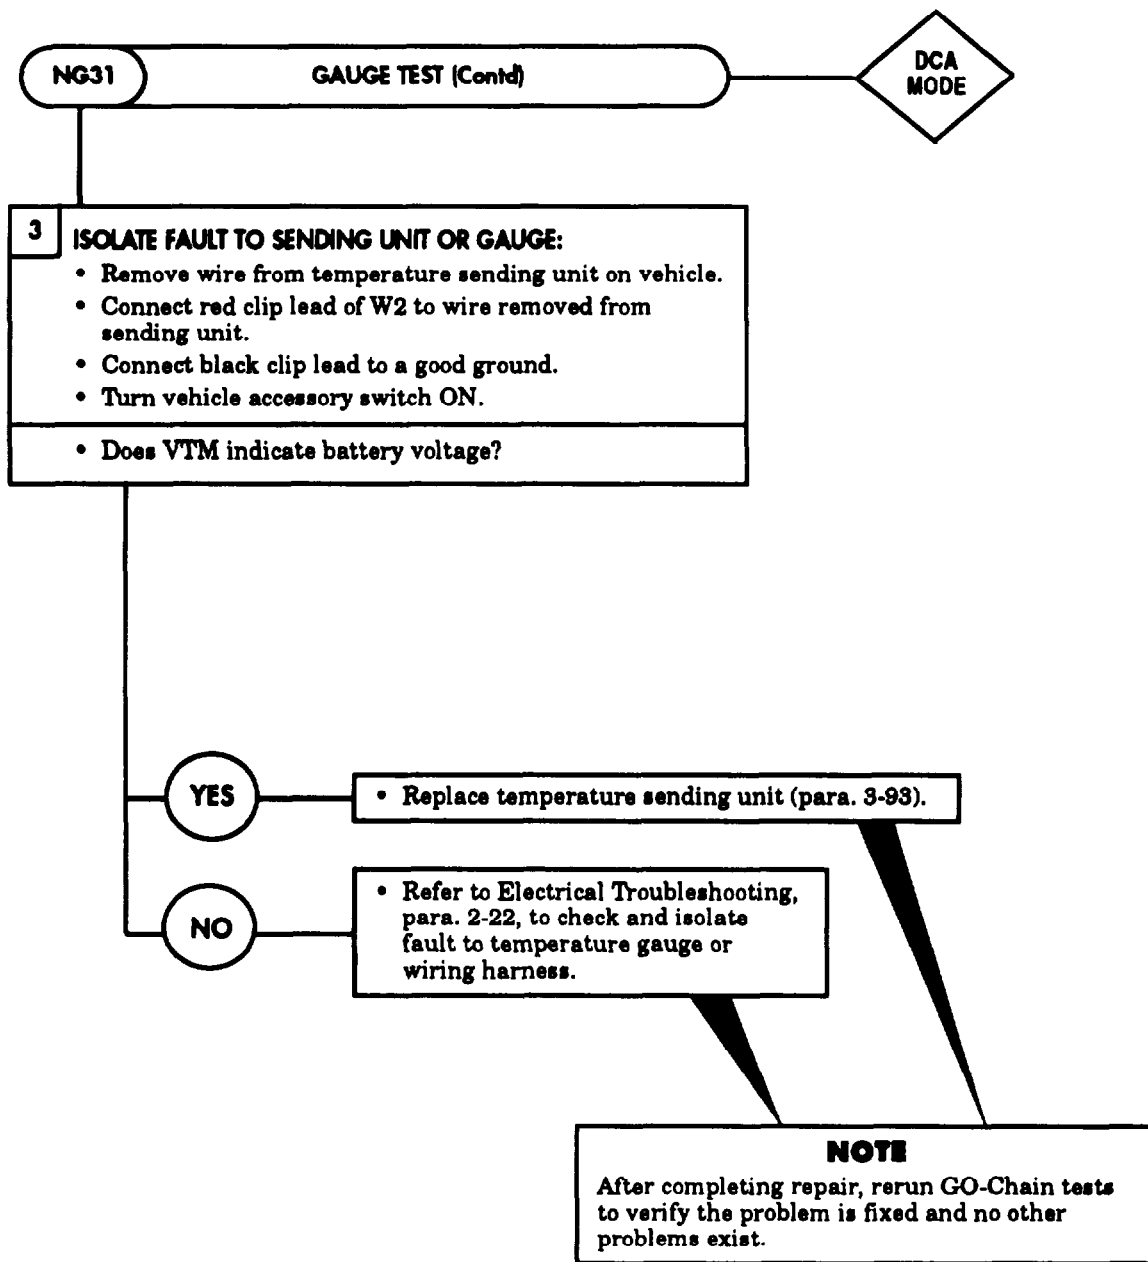 NG31
GAUGE TEST (Contd)
DCA
MODE
3
ISOLATE FAULT TO SENDING UNIT OR GAUGE:
• Remove wire from temperature sending unit on vehicle.
• Connect red clip lead of W2 to wire removed from
sending unit.
• Connect black clip lead to a good ground.
• Turn vehicle accessory switch ON.
• Does VTM indicate battery voltage?
YES
• Replace temperature sending unit (para. 3-93).
NO
• Refer to Electrical Troubleshooting,
para. 2-22, to check and isolate
fault to temperature gauge or
wiring harness.
NOTE
After completing repair, rerun GO-Chain tests
to verify the problem is fixed and no other
problems exist.